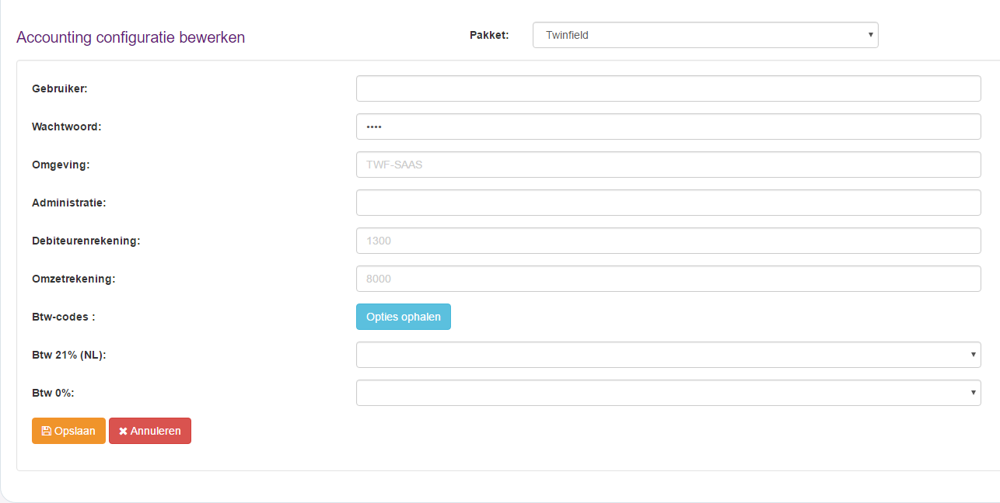 Accounting configuratie bewerken
Pakket: Twinfield
Gebruiker:
Wachtwoord: ••••
Omgeving: TWF-SAAS
Administratie:
Debiteurenrekening: 1300
Omzetrekening: 8000
Btw-codes : Opties ophalen
Btw 21% (NL):
Btw 0%:
Opslaan Annuleren